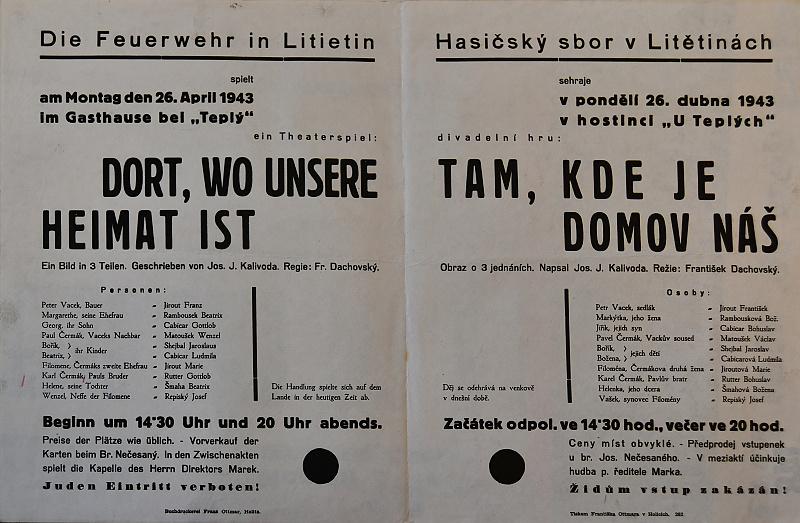 Die Feuerwehr in Litietin
spielt
am Montag den 26. April 1943
im Gasthause bei „Teplý“
ein Theaterspiel:
DORT, WO UNSERE
HEIMAT IST
Ein Bild in 3 Teilen. Geschrieben von Jos. J. Kalivoda. Regie: Fr. Dachovský.
Personen:
Peter Vacek, Bauer - Jirout Franz
Margarethe, seine Ehefrau - Rambousek Beatrix
Georg, ihr Sohn - Cabicar Gottlob
Paul Čermák, Vaceks Nachbar - Matoušek Wenzel
Bořík, } ihr Kinder - Shejbal Jaroslaus
Beatrix, } - Cabicar Ludmila
Filomene, Čermáks zweite Ehefrau - Jirout Marie
Karl Čermák, Pauls Bruder - Rutter Gottlob
Helene, seine Tochter - Šmaha Beatrix
Wenzel, Neffe der Filomene - Repiský Josef
Die Handlung spielte sich auf dem
Lande in der heutigen Zeit ab.
Beginn um 14·30 Uhr und 20 Uhr abends.
Preise der Plätze wie üblich. - Vorverkauf der
Karten beim Br. Nečesaný. In den Zwischenakten
spielt die Kapelle des Herrn Direktors Marek.
Juden Eintritt verboten!
Buchdruckerei Franz Ottmar, Holitz.
Hasičský sbor v Litětinách
sehraje
v pondělí 26. dubna 1943
v hostinci „U Teplých“
divadelní hru:
TAM, KDE JE
DOMOV NÁŠ
Obraz o 3 jednáních. Napsal Jos. J. Kalivoda. Režie: František Dachovský.
Osoby:
Petr Vacek, sedlák - Jirout František
Markýtka, jeho žena - Rambousková Bož.
Jiřík, jejich syn - Cabicar Bohuslav
Pavel Čermák, Vackův soused - Matoušek Václav
Bořík, } jejich děti - Shejbal Jaroslav
Božena, } - Cabicarová Ludmila
Filoména, Čermákova druhá žena - Jiroutová Marie
Karel Čermák, Pavlův bratr - Rutter Bohuslav
Helenka, jeho dcera - Šmahová Božena
Vašek, synovec Filomény - Repiský Josef
Děj se odehrává na venkově
v dnešní době.
Začátek odpol. ve 14·30 hod., večer ve 20 hod.
Ceny míst obvyklé. - Předprodej vstupenek
u br. Jos. Nečesaného. - V meziaktí účinkuje
hudba p. ředitele Marka.
Židům vstup zakázán!
Tiskem Františka Ottmara v Holicích. 282